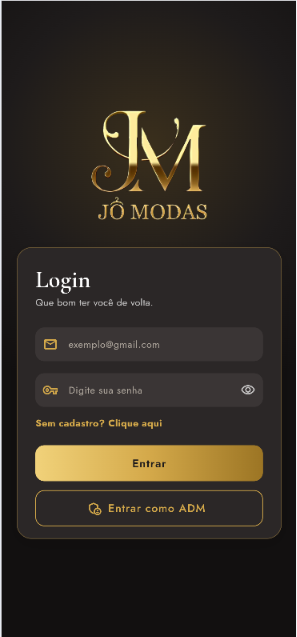 JM
JÔ MODAS
Login
Que bom ter você de volta.
exemplo@gmail.com
Digite sua senha
Sem cadastro? Clique aqui
Entrar
Entrar como ADM